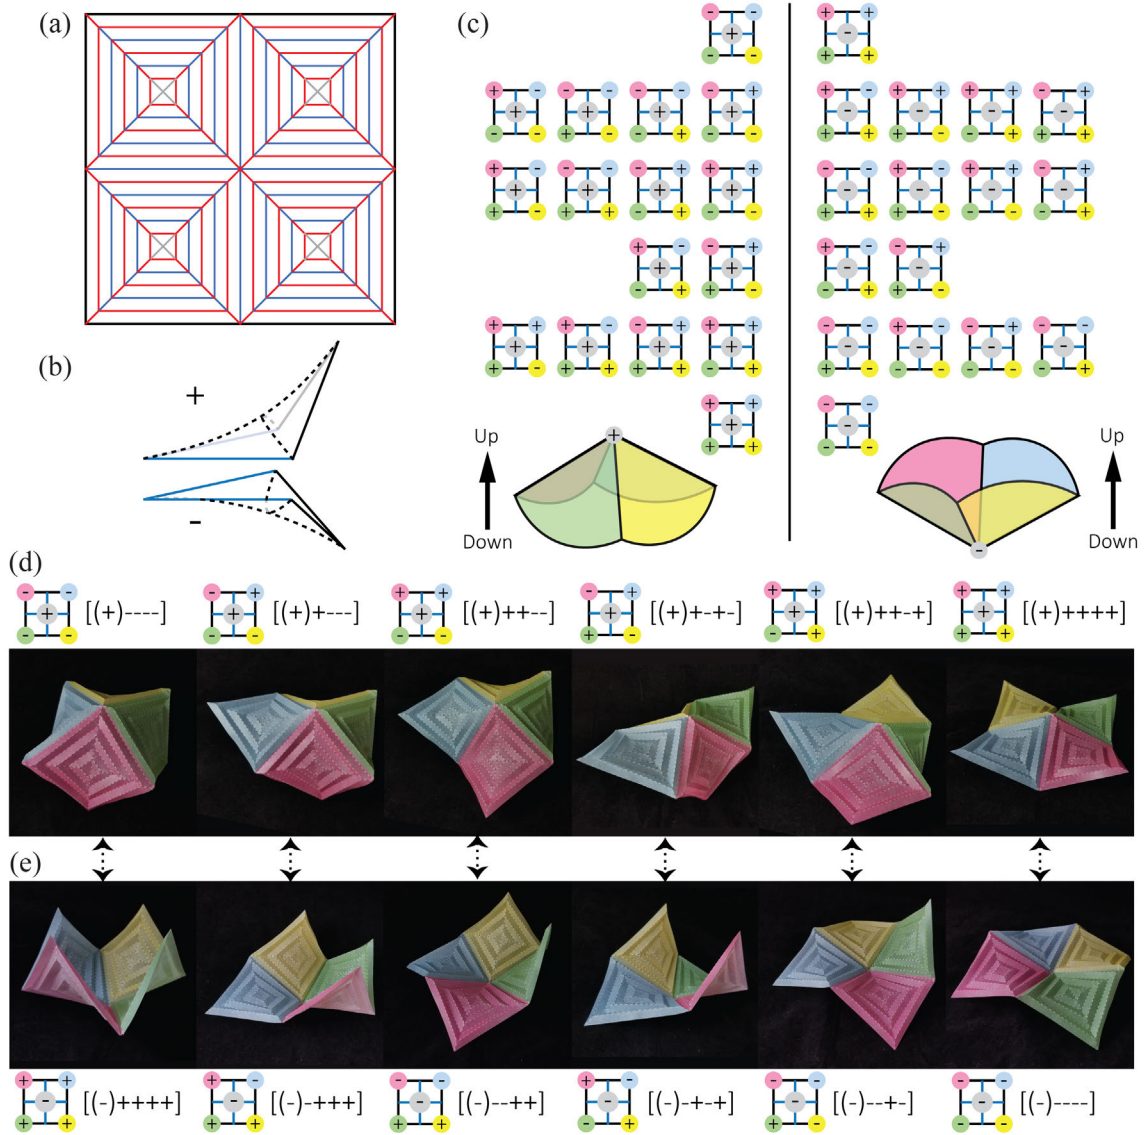 (a)
(c)
(b)
+
-
Up
Down
+
Up
Down
-
(d)
[(+)----] [(+)+---] [(+)++--] [(+)+-+-] [(+)++-+] [(+)++++]
(e)
[(-)++++] [(-)-+++] [(-)--++] [(-)-+-+] [(-)--+-] [(-)----]